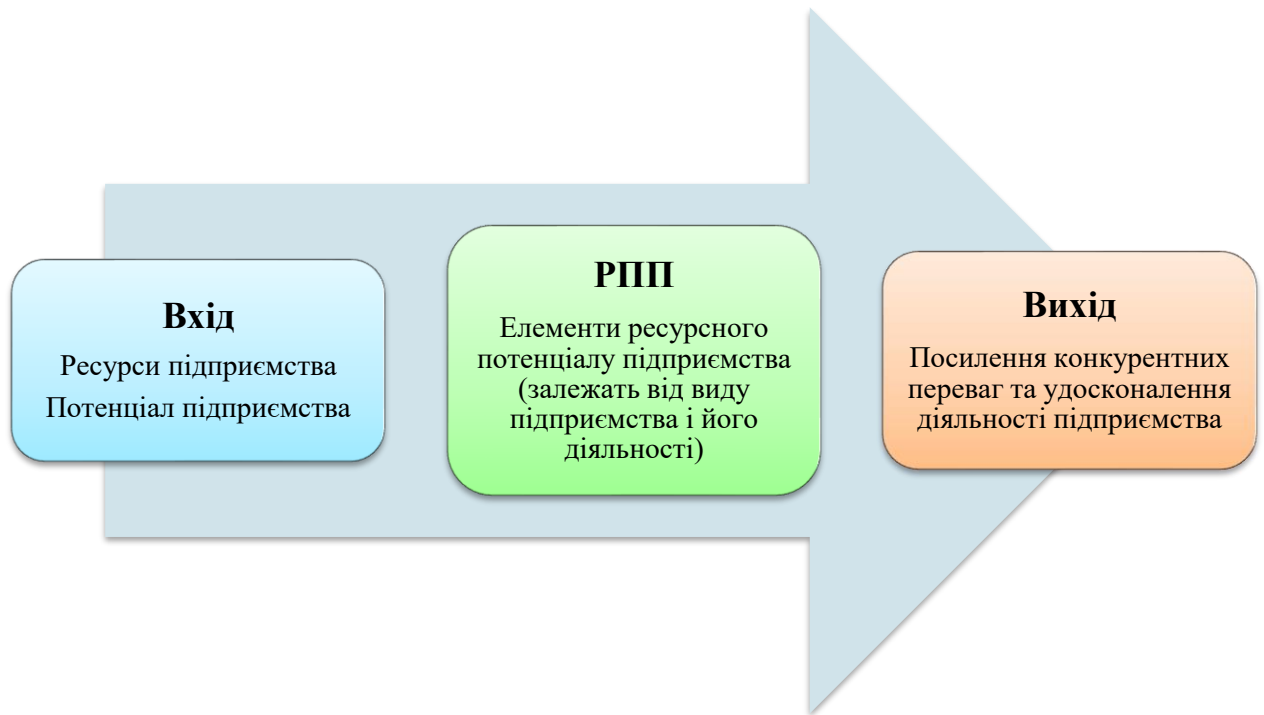 Вхід
Ресурси підприємства
Потенціал підприємства
РПП
Елементи ресурсного
потенціалу підприємства
(залежать від виду
підприємства і його
діяльності)
Вихід
Посилення конкурентних
переваг та удосконалення
діяльності підприємства